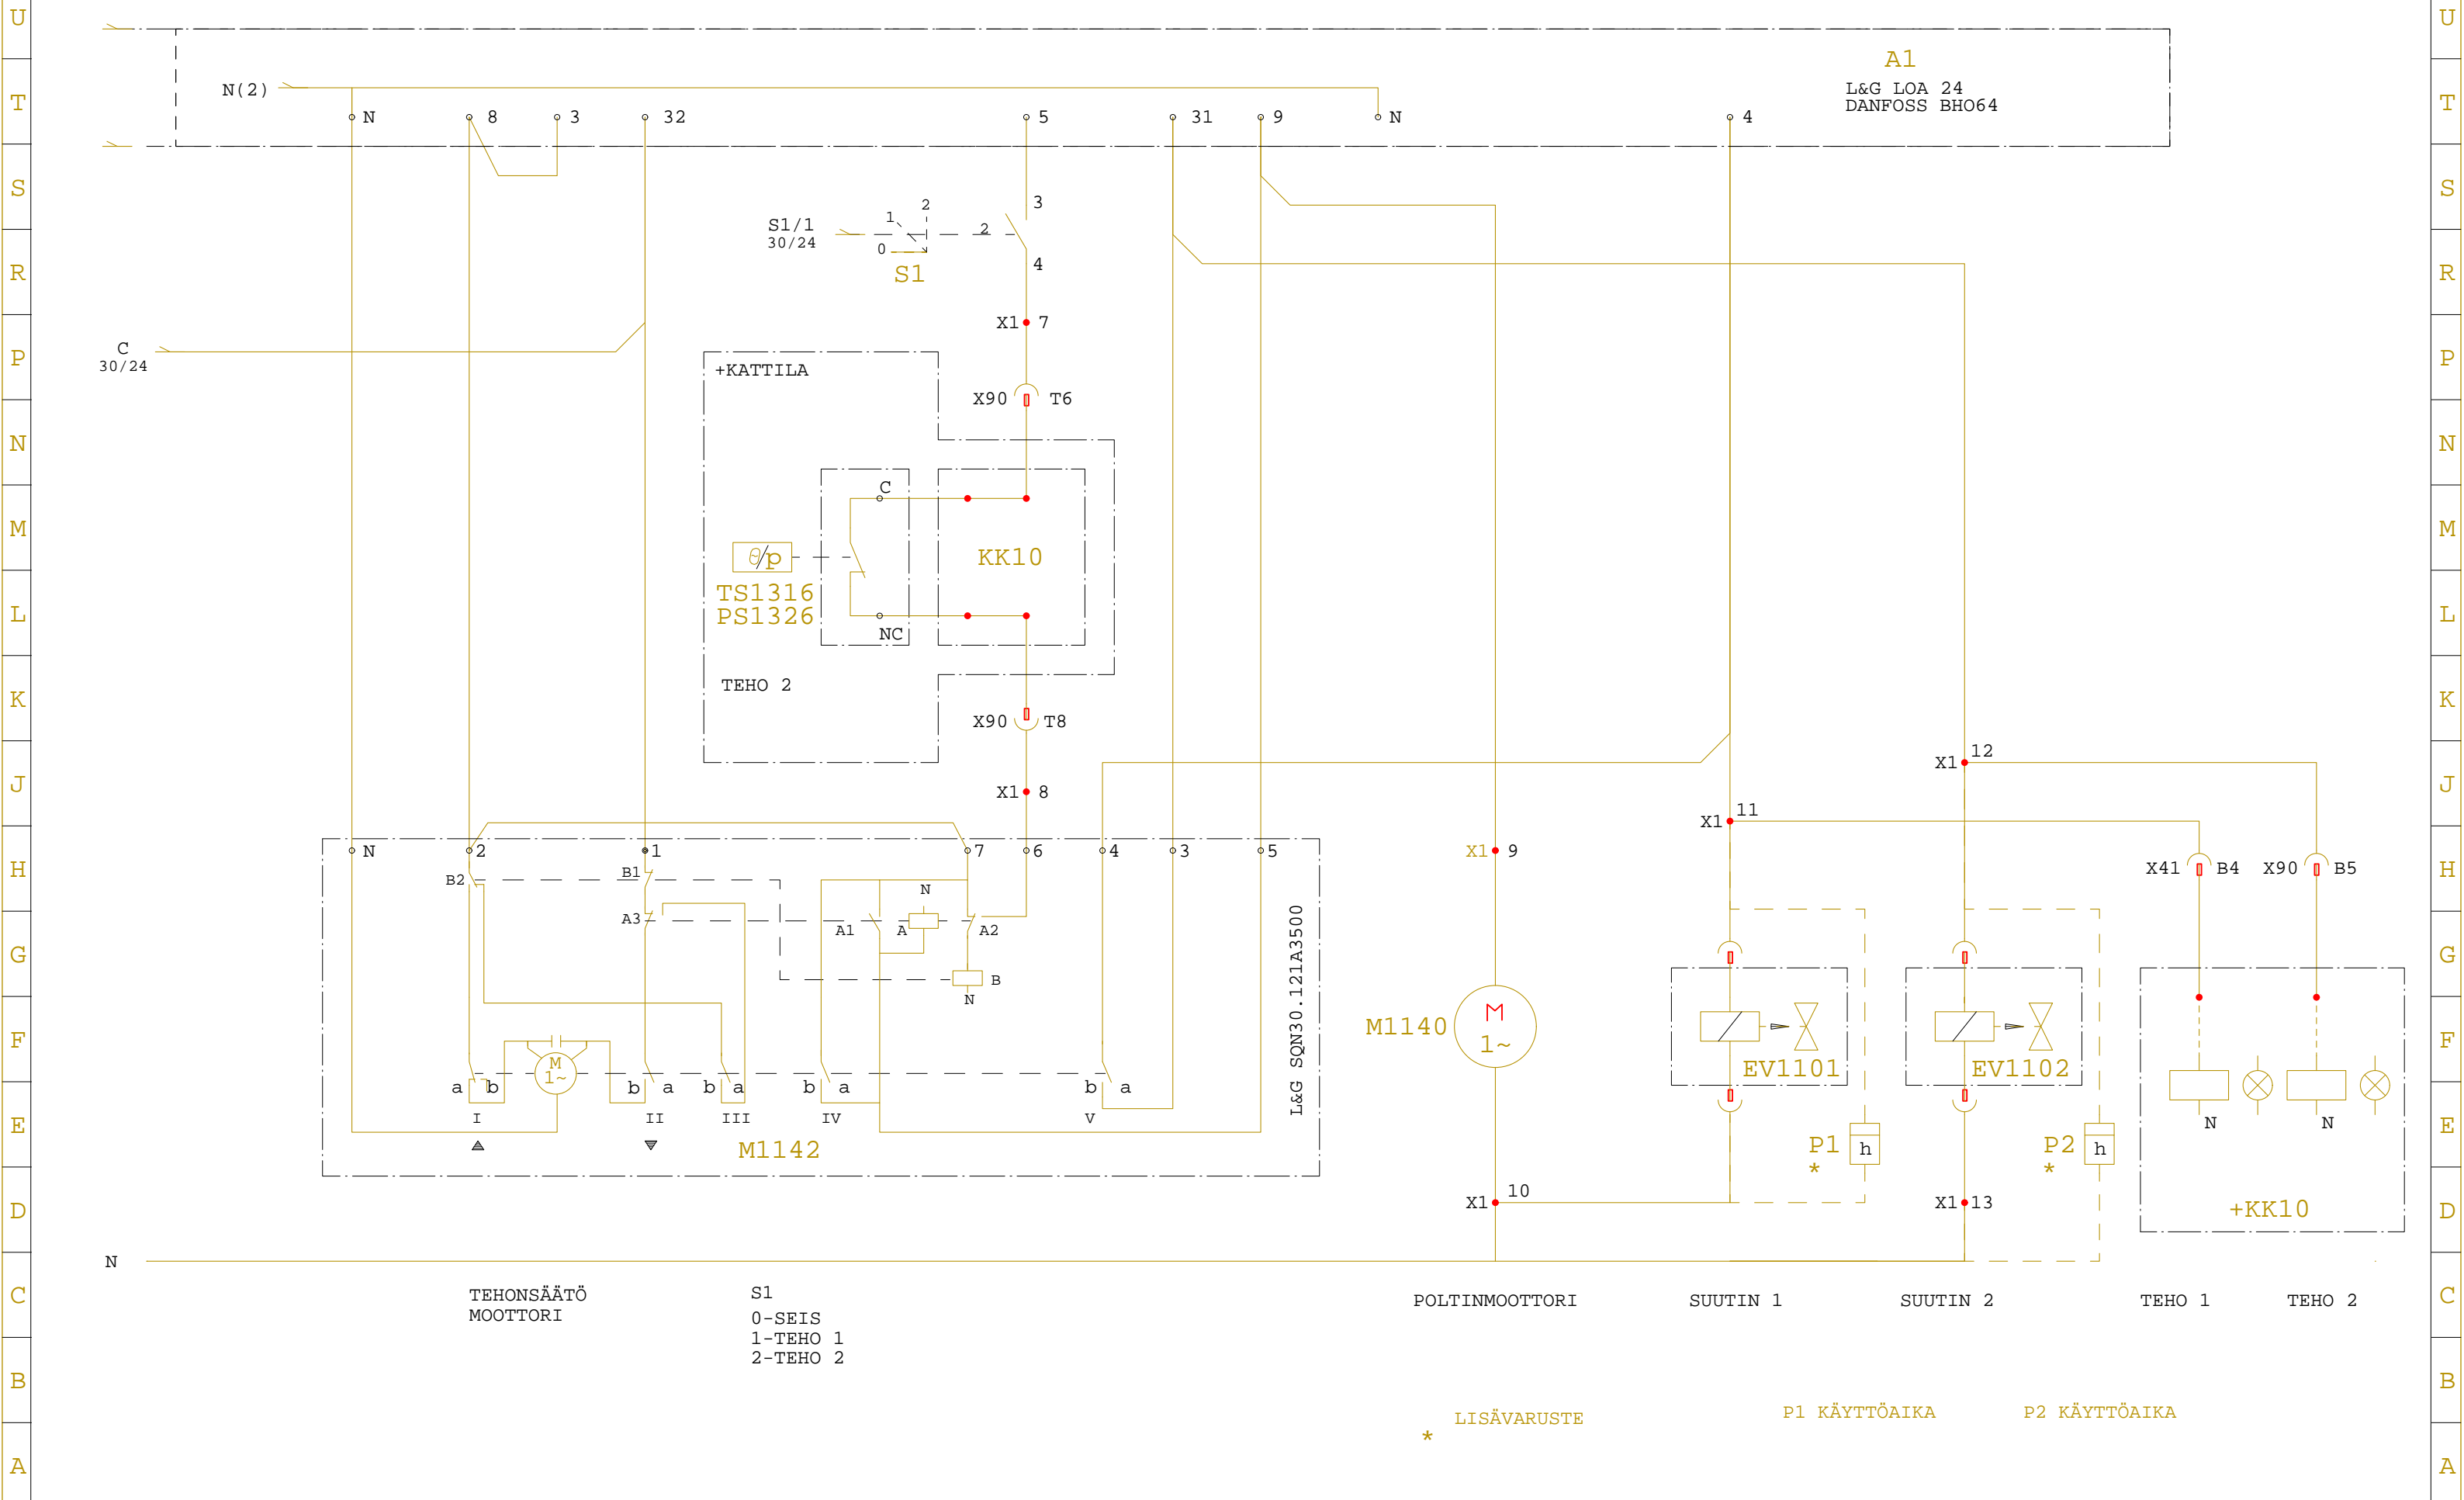 U U
A1
L&G LOA 24
DANFOSS BHO64
T N(2) T
N 8 3 32 5 31 9 N 4
S S
3
S1/1 1 2 2
30/24 0
S1 4
R R
X1 7
C
30/24
P P
+KATTILA
X90 T6
N N
C
M M
θ/p KK10
TS1316
PS1326
L L
NC
TEHO 2
K K
X90 T8
12
X1
J J
X1 8
11
X1
N 2 1 7 6 4 3 5 X1 9
H H
B2 B1 N X41 B4 X90 B5
A3 A1 A A2
L&G SQN30.121A3500
G G
B
N
M
1~
M1140
F F
M
1~
EV1101 EV1102
a b b a b a b a b a
I II III IV V
E E
N N
M1142
P1 h P2 h
* *
10
X1 X1 13
D +KK10 D
N
C C
TEHONSÄÄTÖ
MOOTTORI
S1
0-SEIS
1-TEHO 1
2-TEHO 2
POLTINMOOTTORI SUUTIN 1 SUUTIN 2 TEHO 1 TEHO 2
B B
* LISÄVARUSTE P1 KÄYTTÖAIKA P2 KÄYTTÖAIKA
A A